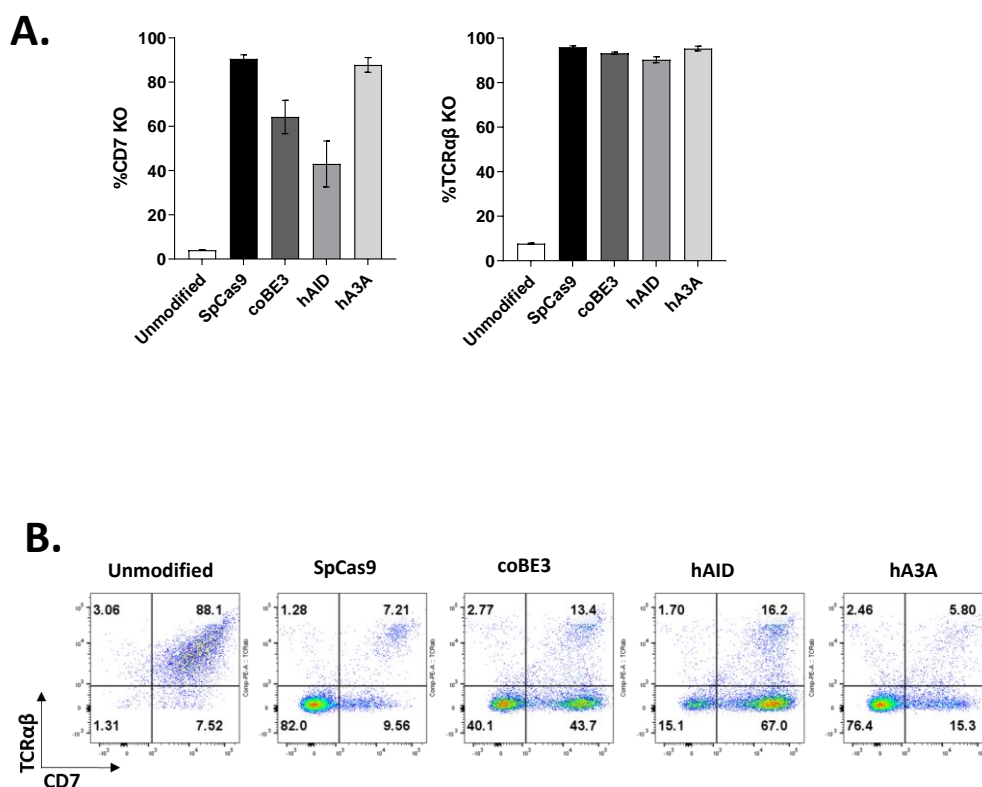 A.
%CD7 KO
100
80
60
40
20
0
Unmodified
SpCas9
coBE3
hAID
hA3A
%TCRαβ KO
100
80
60
40
20
0
Unmodified
SpCas9
coBE3
hAID
hA3A
B.
Unmodified
SpCas9
coBE3
hAID
hA3A
3.06 88.1
1.31 7.52
1.28 7.21
82.0 9.56
2.77 13.4
40.1 43.7
1.70 16.2
15.1 67.0
2.46 5.80
76.4 15.3
TCRαβ
CD7